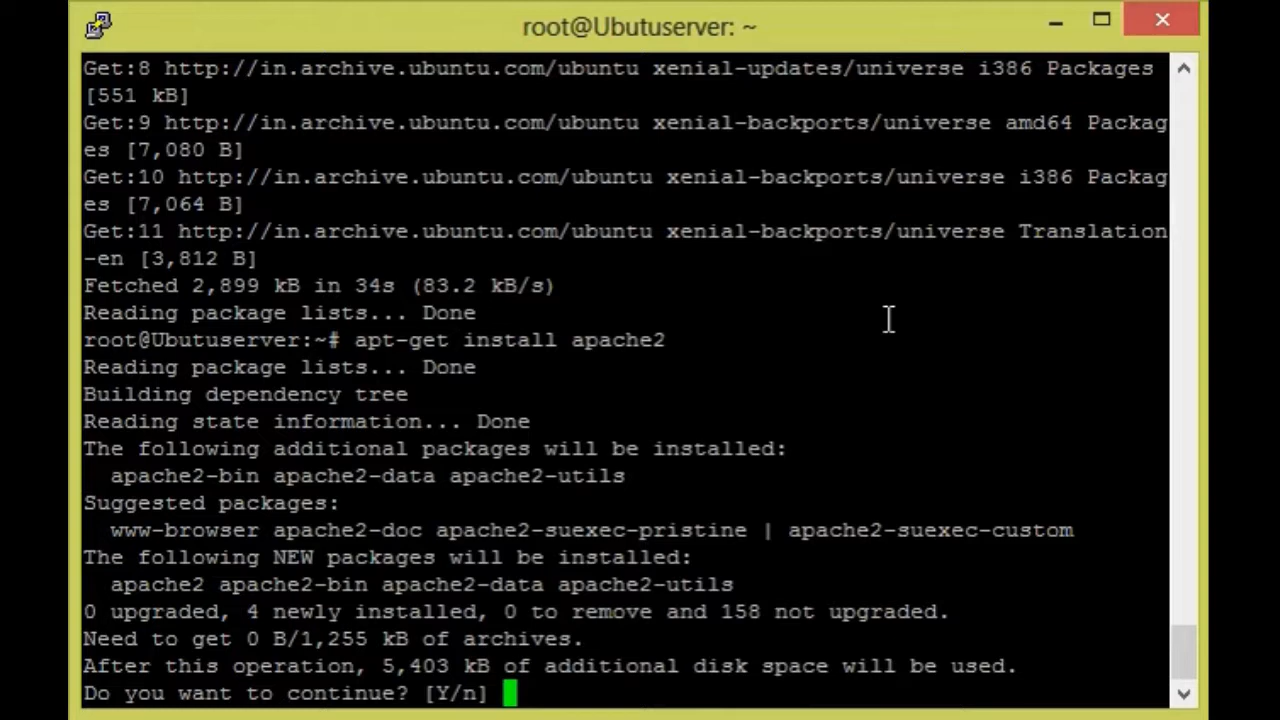 root@Ubutuserver: ~
Get:8 http://in.archive.ubuntu.com/ubuntu xenial-updates/universe i386 Packages
[551 kB]
Get:9 http://in.archive.ubuntu.com/ubuntu xenial-backports/universe amd64 Packag
es [7,080 B]
Get:10 http://in.archive.ubuntu.com/ubuntu xenial-backports/universe i386 Packag
es [7,064 B]
Get:11 http://in.archive.ubuntu.com/ubuntu xenial-backports/universe Translation
-en [3,812 B]
Fetched 2,899 kB in 34s (83.2 kB/s)
Reading package lists... Done
root@Ubutuserver:~# apt-get install apache2
Reading package lists... Done
Building dependency tree
Reading state information... Done
The following additional packages will be installed:
  apache2-bin apache2-data apache2-utils
Suggested packages:
  www-browser apache2-doc apache2-suexec-pristine | apache2-suexec-custom
The following NEW packages will be installed:
  apache2 apache2-bin apache2-data apache2-utils
0 upgraded, 4 newly installed, 0 to remove and 158 not upgraded.
Need to get 0 B/1,255 kB of archives.
After this operation, 5,403 kB of additional disk space will be used.
Do you want to continue? [Y/n]